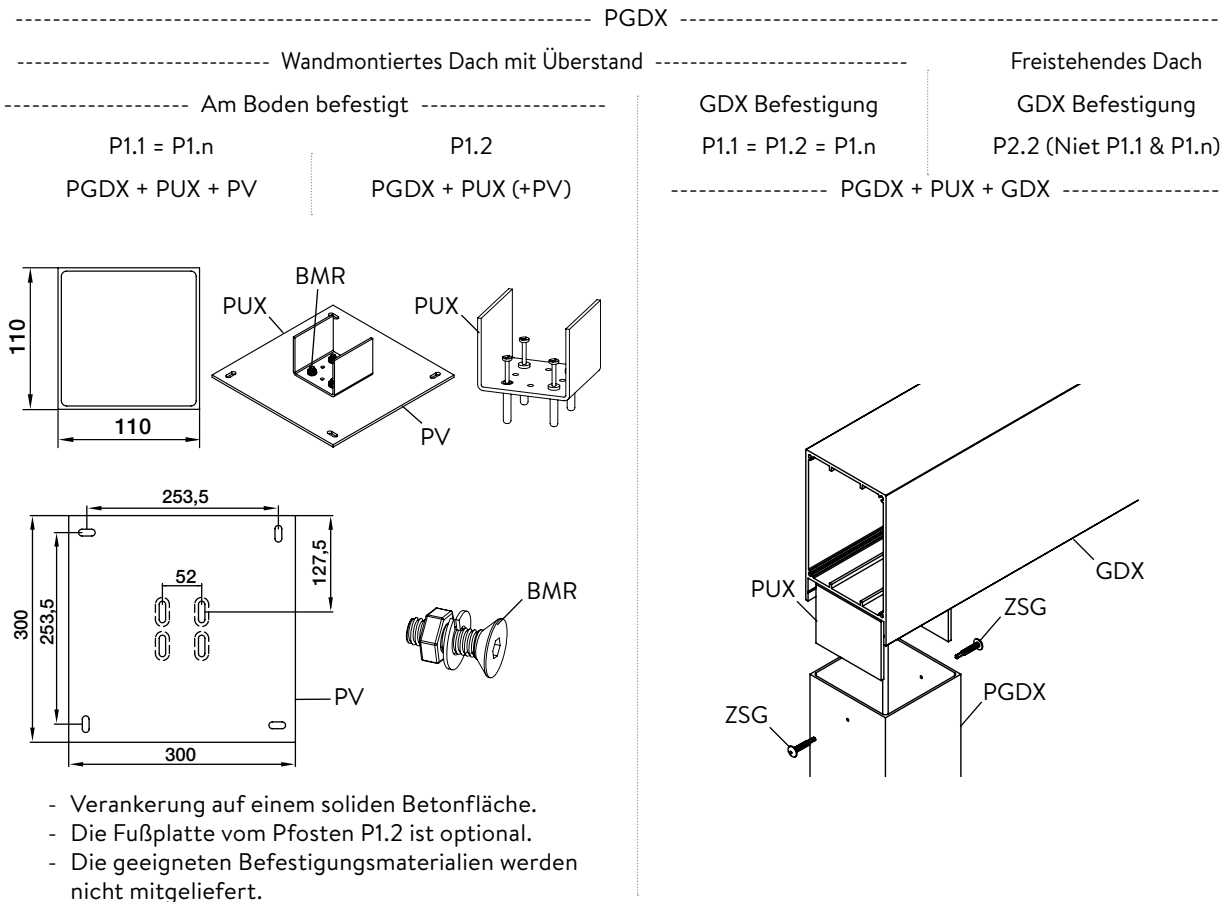 PGDX
Wandmontiertes Dach mit Überstand
Freistehendes Dach
Am Boden befestigt
GDX Befestigung
GDX Befestigung
P1.1 = P1.n
P1.2
P1.1 = P1.2 = P1.n
P2.2 (Niet P1.1 & P1.n)
PGDX + PUX + PV
PGDX + PUX (+PV)
PGDX + PUX + GDX
110
110
PUX
BMR
PV
PUX
253,5
300
253,5
52
127,5
300
PV
BMR
GDX
PUX
ZSG
PGDX
ZSG
- Verankerung auf einem soliden Betonfläche.
- Die Fußplatte vom Pfosten P1.2 ist optional.
- Die geeigneten Befestigungsmaterialien werden
nicht mitgeliefert.